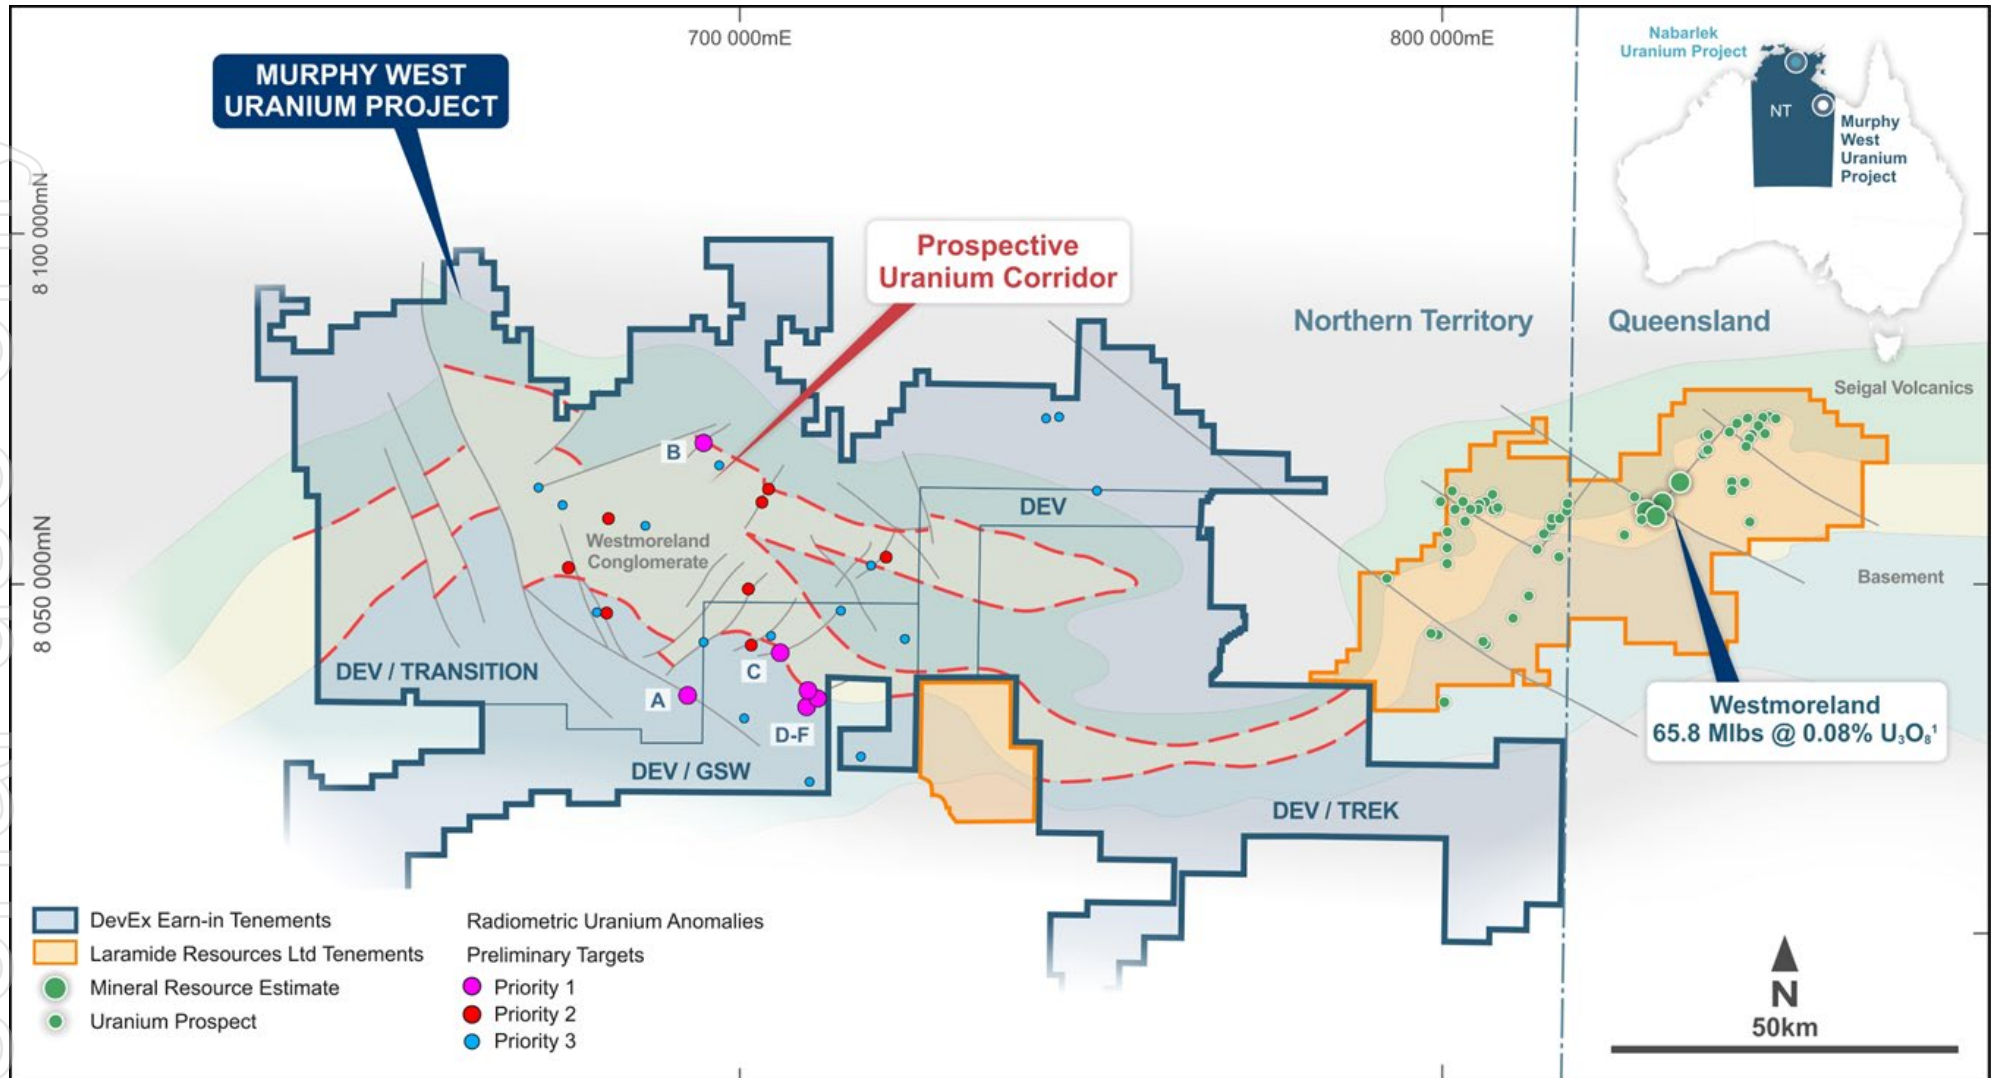 700 000mE
800 000mE
8 100 000mN
8 050 000mN
MURPHY WEST
URANIUM PROJECT
Prospective
Uranium Corridor
Nabarlek
Uranium Project
NT
Murphy
West
Uranium
Project
Northern Territory
Queensland
Seigal Volcanics
Basement
B
DEV
Westmoreland
Conglomerate
DEV / TRANSITION
A
C
D-F
DEV / GSW
DEV / TREK
Westmoreland
65.8 Mlbs @ 0.08% U₃O₈¹
DevEx Earn-in Tenements
Laramide Resources Ltd Tenements
Mineral Resource Estimate
Uranium Prospect
Radiometric Uranium Anomalies
Preliminary Targets
Priority 1
Priority 2
Priority 3
N
50km